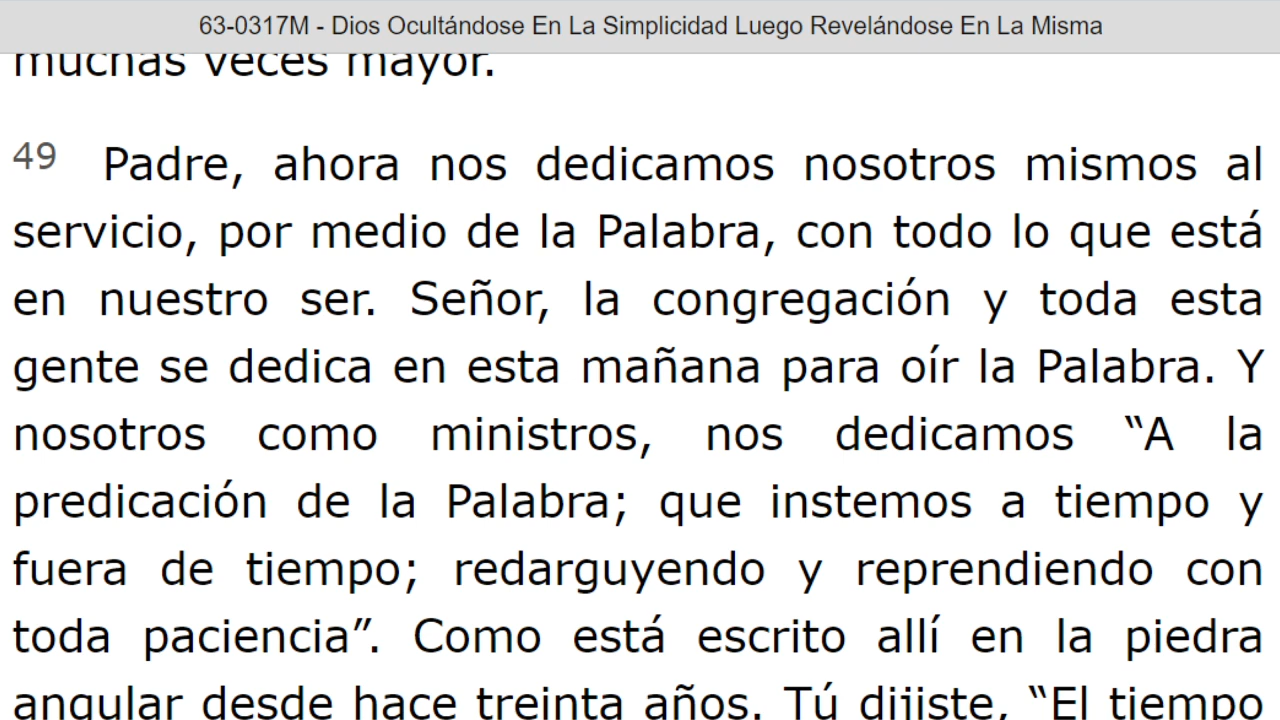 63-0317M - Dios Ocultándose En La Simplicidad Luego Revelándose En La Misma
muchas veces mayor.
49 Padre, ahora nos dedicamos nosotros mismos al
servicio, por medio de la Palabra, con todo lo que está
en nuestro ser. Señor, la congregación y toda esta
gente se dedica en esta mañana para oír la Palabra. Y
nosotros como ministros, nos dedicamos “A la
predicación de la Palabra; que instemos a tiempo y
fuera de tiempo; redarguyendo y reprendiendo con
toda paciencia”. Como está escrito allí en la piedra
angular desde hace treinta años. Tú dijiste, “El tiempo